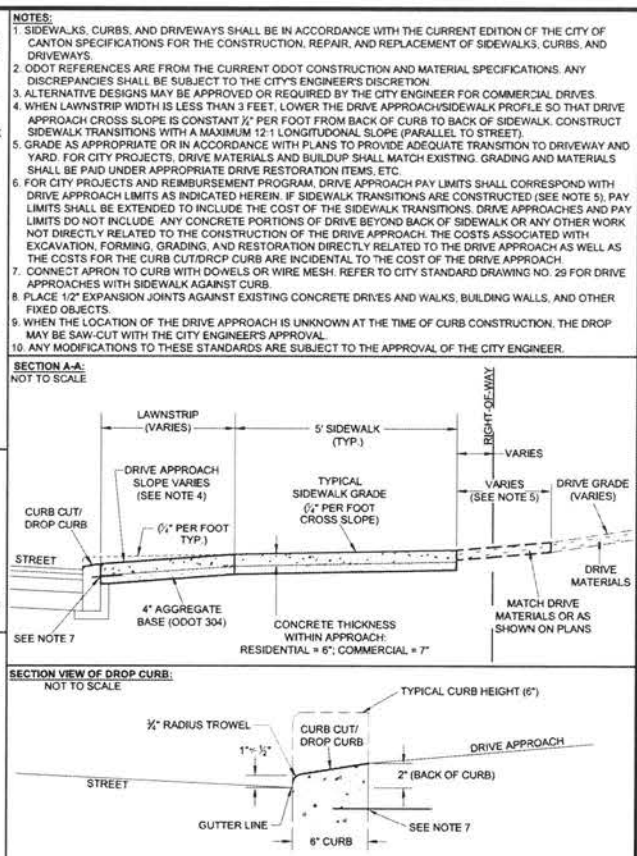 NOTES:
1. SIDEWALKS, CURBS, AND DRIVEWAYS SHALL BE IN ACCORDANCE WITH THE CURRENT EDITION OF THE CITY OF
CANTON SPECIFICATIONS FOR THE CONSTRUCTION, REPAIR, AND REPLACEMENT OF SIDEWALKS, CURBS, AND
DRIVEWAYS.
2. ODOT REFERENCES ARE FROM THE CURRENT ODOT CONSTRUCTION AND MATERIAL SPECIFICATIONS. ANY
DISCREPANCIES SHALL BE SUBJECT TO THE CITY'S ENGINEER'S DISCRETION.
3. ALTERNATIVE DESIGNS MAY BE APPROVED OR REQUIRED BY THE CITY ENGINEER FOR COMMERCIAL DRIVES.
4. WHEN LAWNSTRIP WIDTH IS LESS THAN 3 FEET, LOWER THE DRIVE APPROACH/SIDEWALK PROFILE SO THAT DRIVE
APPROACH CROSS SLOPE IS CONSTANT ¼" PER FOOT FROM BACK OF CURB TO BACK OF SIDEWALK. CONSTRUCT
SIDEWALK TRANSITIONS WITH A MAXIMUM 12:1 LONGITUDONAL SLOPE (PARALLEL TO STREET).
5. GRADE AS APPROPRIATE OR IN ACCORDANCE WITH PLANS TO PROVIDE ADEQUATE TRANSITION TO DRIVEWAY AND
YARD. FOR CITY PROJECTS, DRIVE MATERIALS AND BUILDUP SHALL MATCH EXISTING. GRADING AND MATERIALS
SHALL BE PAID UNDER APPROPRIATE DRIVE RESTORATION ITEMS, ETC.
6. FOR CITY PROJECTS AND REIMBURSEMENT PROGRAM, DRIVE APPROACH PAY LIMITS SHALL CORRESPOND WITH
DRIVE APPROACH LIMITS AS INDICATED HEREIN. IF SIDEWALK TRANSITIONS ARE CONSTRUCTED (SEE NOTE 5), PAY
LIMITS SHALL BE EXTENDED TO INCLUDE THE COST OF THE SIDEWALK TRANSITIONS. DRIVE APPROACHES AND PAY
LIMITS DO NOT INCLUDE ANY CONCRETE PORTIONS OF DRIVE BEYOND BACK OF SIDEWALK OR ANY OTHER WORK
NOT DIRECTLY RELATED TO THE CONSTRUCTION OF THE DRIVE APPROACH. THE COSTS ASSOCIATED WITH
EXCAVATION, FORMING, GRADING, AND RESTORATION DIRECTLY RELATED TO THE DRIVE APPROACH AS WELL AS
THE COSTS FOR THE CURB CUT/DROP CURB ARE INCIDENTAL TO THE COST OF THE DRIVE APPROACH.
7. CONNECT APRON TO CURB WITH DOWELS OR WIRE MESH. REFER TO CITY STANDARD DRAWING NO. 29 FOR DRIVE
APPROACHES WITH SIDEWALK AGAINST CURB.
8. PLACE 1/2" EXPANSION JOINTS AGAINST EXISTING CONCRETE DRIVES AND WALKS, BUILDING WALLS, AND OTHER
FIXED OBJECTS.
9. WHEN THE LOCATION OF THE DRIVE APPROACH IS UNKNOWN AT THE TIME OF CURB CONSTRUCTION, THE DROP
MAY BE SAW-CUT WITH THE CITY ENGINEER'S APPROVAL.
10. ANY MODIFICATIONS TO THESE STANDARDS ARE SUBJECT TO THE APPROVAL OF THE CITY ENGINEER.
SECTION A-A:
NOT TO SCALE
LAWNSTRIP
(VARIES)
5' SIDEWALK
(TYP.)
RIGHT-OF-WAY
VARIES
DRIVE APPROACH
SLOPE VARIES
(SEE NOTE 4)
TYPICAL
SIDEWALK GRADE
(¼" PER FOOT
CROSS SLOPE)
VARIES
(SEE NOTE 5)
DRIVE GRADE
(VARIES)
CURB CUT/
DROP CURB
(¼" PER FOOT
TYP.)
STREET
SEE NOTE 7
4" AGGREGATE
BASE (ODOT 304)
CONCRETE THICKNESS
WITHIN APPROACH:
RESIDENTIAL = 6"; COMMERCIAL = 7"
MATCH DRIVE
MATERIALS OR AS
SHOWN ON PLANS
DRIVE
MATERIALS
SECTION VIEW OF DROP CURB:
NOT TO SCALE
TYPICAL CURB HEIGHT (6")
¾" RADIUS TROWEL
CURB CUT/
DROP CURB
DRIVE APPROACH
1"+-½"
2" (BACK OF CURB)
STREET
GUTTER LINE
SEE NOTE 7
6" CURB